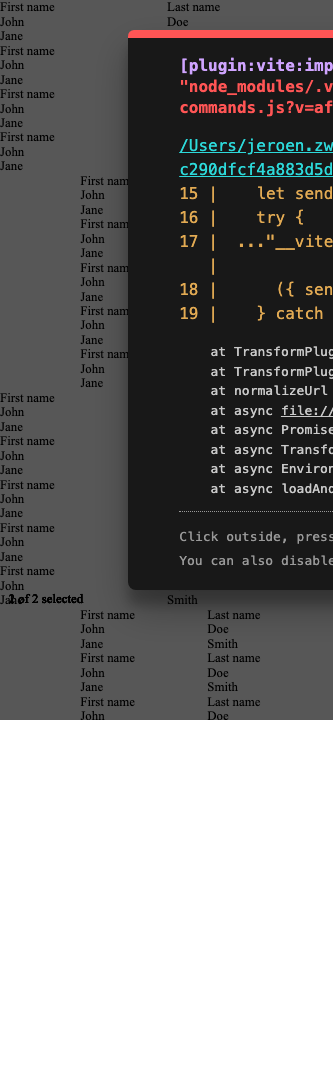 First name Last name
John Doe
Jane
First name
John
Jane
First name
John
Jane
First name
John
Jane
First nam
John
Jane
First nam
John
Jane
First nam
John
Jane
First nam
John
Jane
First nam
John
Jane
First name
John
Jane
First name
John
Jane
First name
John
Jane
First name
John
Jane
First name
John
Smith
2 of 2 selected
First name Last name
John Doe
Jane Smith
First name Last name
John Doe
Jane Smith
First name Last name
John Doe
[plugin:vite:imp
"node_modules/.v
commands.js?v=af
/Users/jeroen.zw
c290dfcf4a883d5d
15 | let send
16 | try {
17 | ..."__vite
|
18 | ({ sen
19 | } catch
at TransformPlug
at TransformPlug
at normalizeUrl
at async file://
at async Promise
at async Transfo
at async Environ
at async loadAnd
Click outside, press
You can also disable